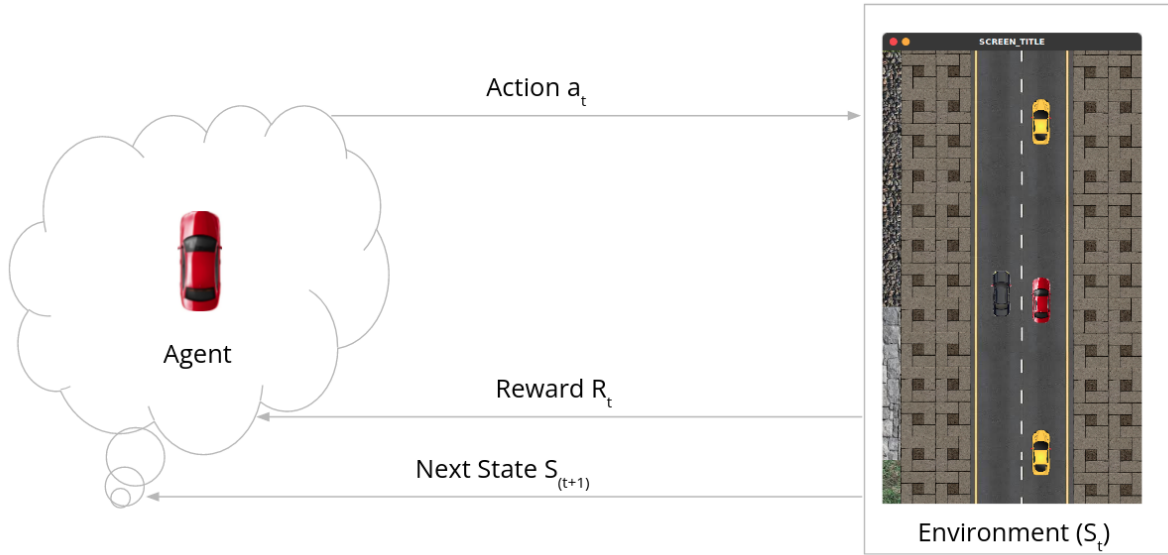 SCREEN_TITLE
Action a_t
Agent
Reward R_t
Next State S_(t+1)
Environment (S_t)